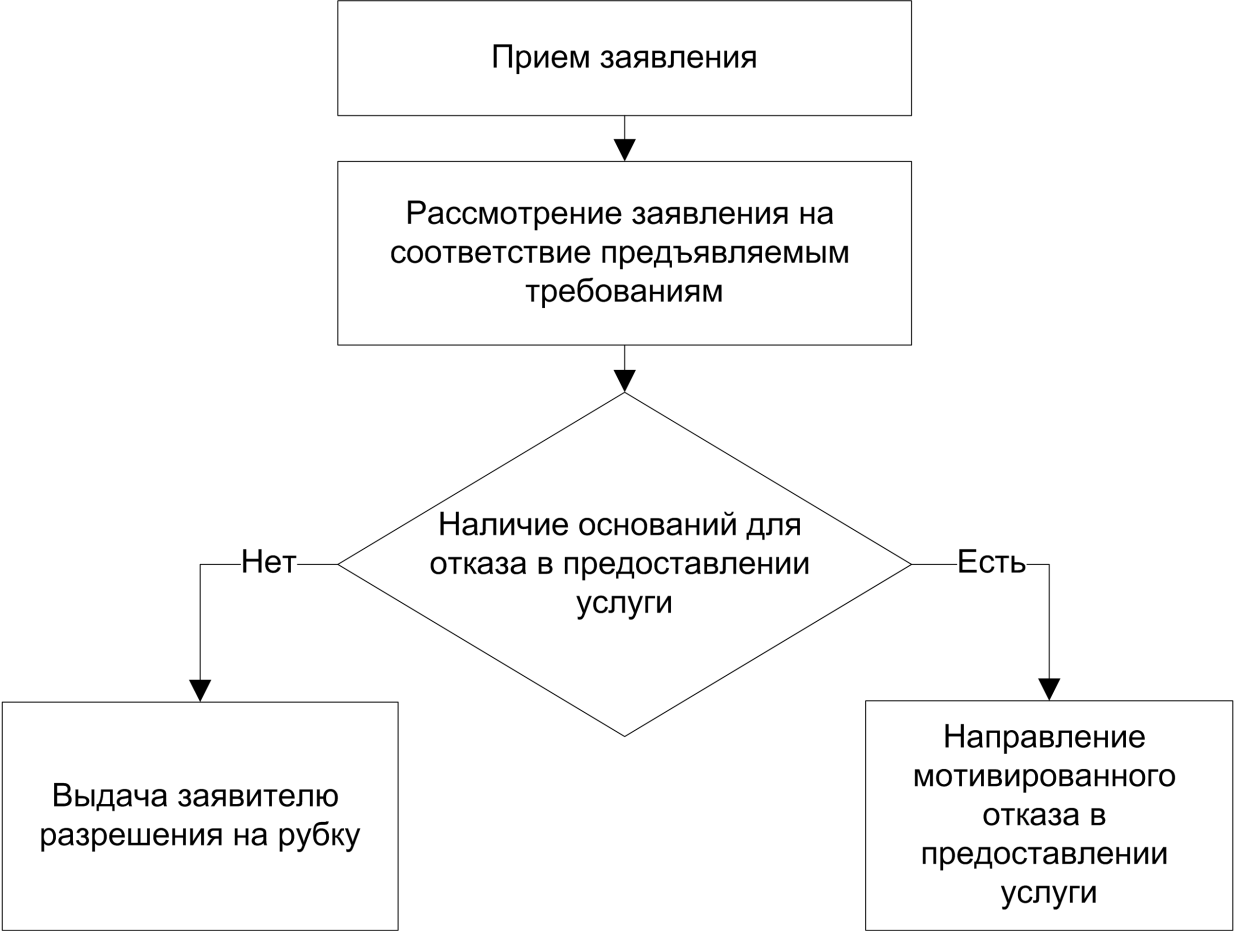 Прием заявления
Рассмотрение заявления на
соответствие предъявляемым
требованиям
Наличие оснований для
отказа в предоставлении
услуги
Нет
Есть
Выдача заявителю
разрешения на рубку
Направление
мотивированного
отказа в
предоставлении
услуги